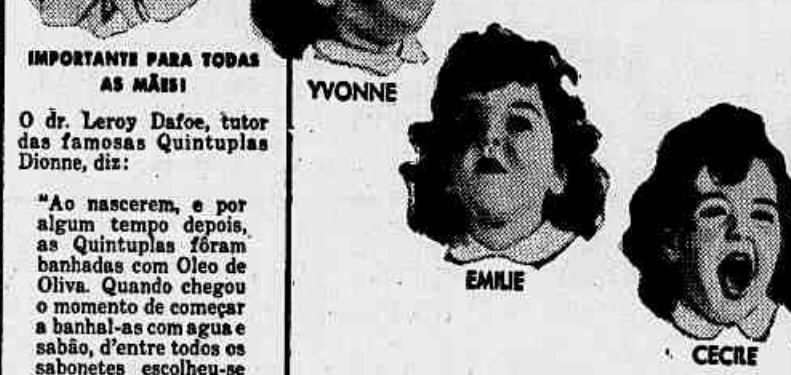 IMPORTANTE PARA TODAS
AS MÃES!
O dr. Leroy Dafoe, tutor
das famosas Quintuplas
Dionne, diz:
"Ao nascerem, e por
algum tempo depois,
as Quintuplas fôram
banhadas com Oleo de
Oliva. Quando chegou
o momento de começar
a banhal-as com agua e
sabão, d'entre todos os
sabonetes escolheu-se
YVONNE
EMILIE
CECILE